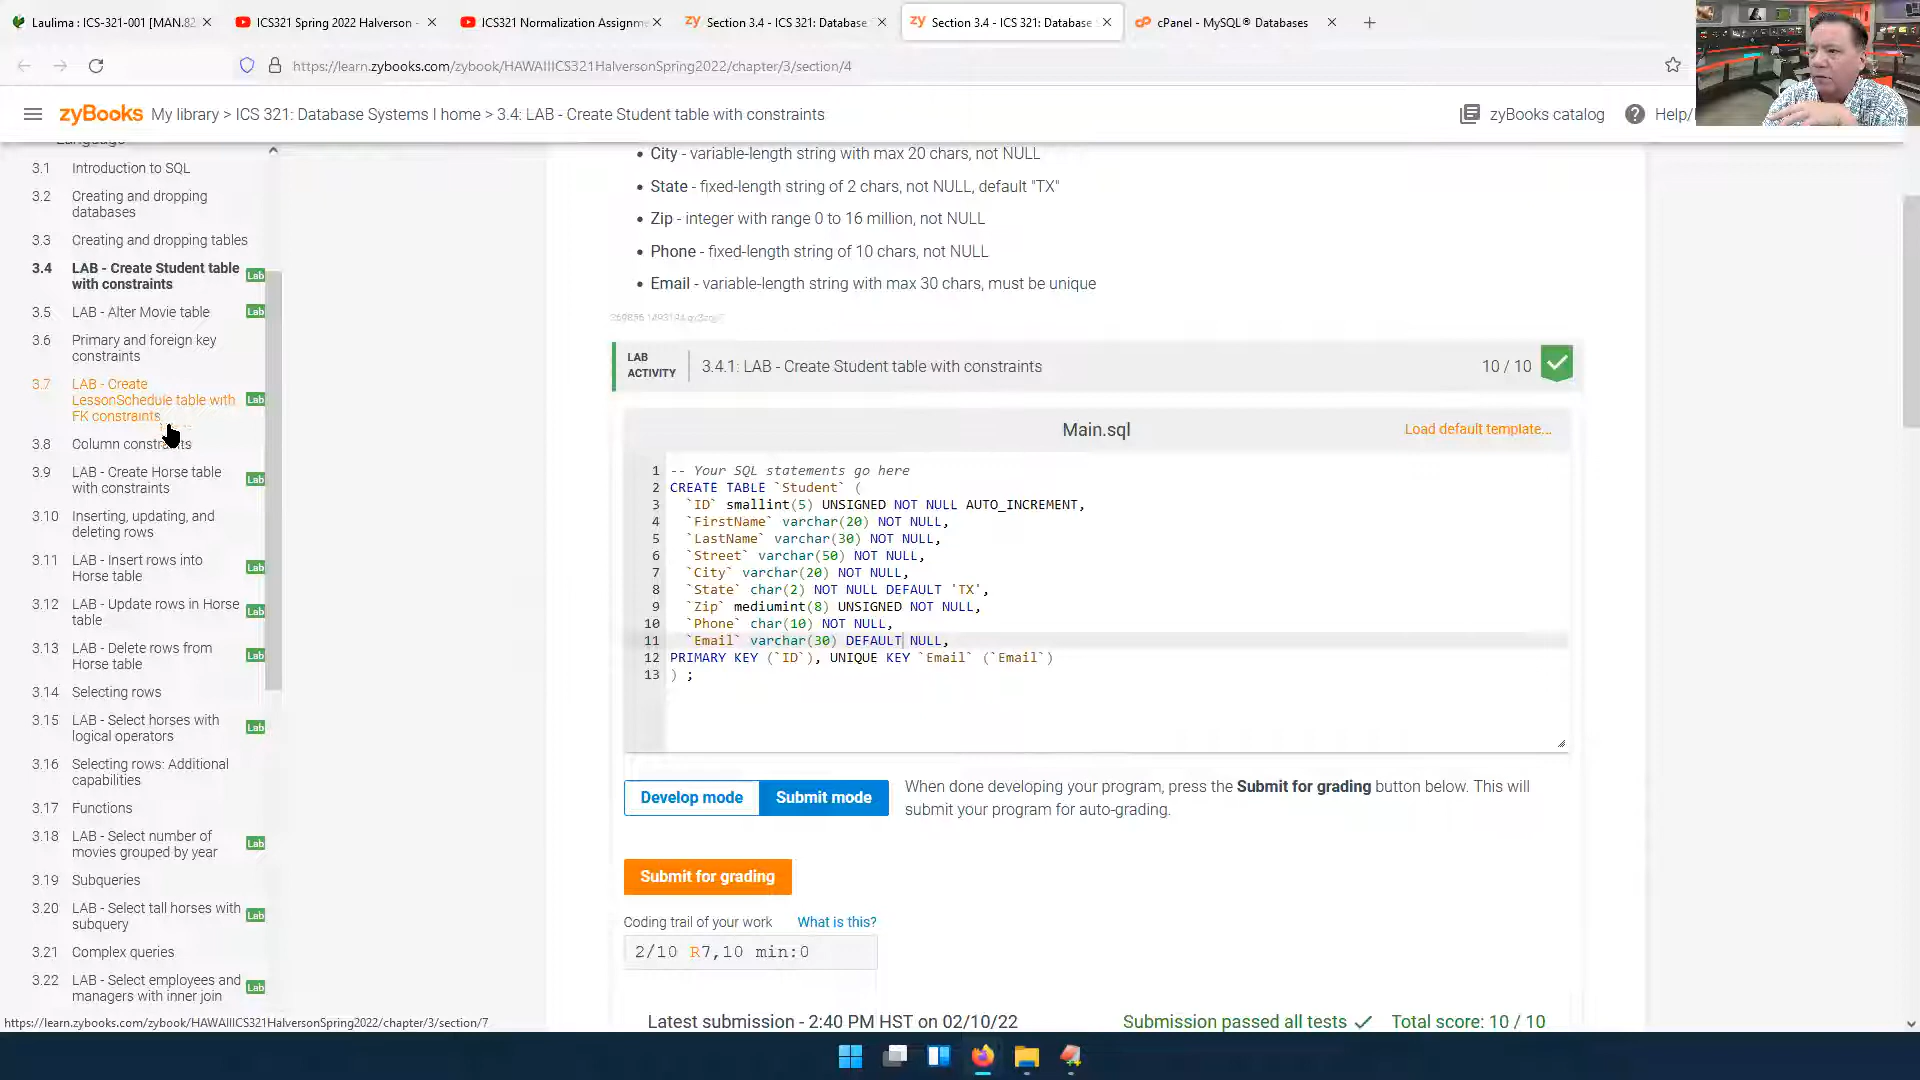 Laulima : ICS-321-001 [MAN.82
ICS321 Spring 2022 Halverson -
ICS321 Normalization Assignme
Section 3.4 - ICS 321: Database
Section 3.4 - ICS 321: Database
cPanel - MySQL® Databases
https://learn.zybooks.com/zybook/HAWAIIICS321HalversonSpring2022/chapter/3/section/4
zyBooks My library > ICS 321: Database Systems I home > 3.4: LAB - Create Student table with constraints
zyBooks catalog
Help/
3.1 Introduction to SQL
3.2 Creating and dropping
databases
3.3 Creating and dropping tables
3.4 LAB - Create Student table
with constraints
Lab
3.5 LAB - Alter Movie table
Lab
3.6 Primary and foreign key
constraints
3.7 LAB - Create
LessonSchedule table with
FK constraints
Lab
3.8 Column constraints
3.9 LAB - Create Horse table
with constraints
Lab
3.10 Inserting, updating, and
deleting rows
3.11 LAB - Insert rows into
Horse table
Lab
3.12 LAB - Update rows in Horse
table
Lab
3.13 LAB - Delete rows from
Horse table
Lab
3.14 Selecting rows
3.15 LAB - Select horses with
logical operators
Lab
3.16 Selecting rows: Additional
capabilities
3.17 Functions
3.18 LAB - Select number of
movies grouped by year
Lab
3.19 Subqueries
3.20 LAB - Select tall horses with
subquery
Lab
3.21 Complex queries
3.22 LAB - Select employees and
managers with inner join
Lab
https://learn.zybooks.com/zybook/HAWAIIICS321HalversonSpring2022/chapter/3/section/7
City - variable-length string with max 20 chars, not NULL
State - fixed-length string of 2 chars, not NULL, default "TX"
Zip - integer with range 0 to 16 million, not NULL
Phone - fixed-length string of 10 chars, not NULL
Email - variable-length string with max 30 chars, must be unique
LAB
ACTIVITY
3.4.1: LAB - Create Student table with constraints
10 / 10
Main.sql
Load default template...
1 -- Your SQL statements go here
2 CREATE TABLE `Student` (
3 `ID` smallint(5) UNSIGNED NOT NULL AUTO_INCREMENT,
4 `FirstName` varchar(20) NOT NULL,
5 `LastName` varchar(30) NOT NULL,
6 `Street` varchar(50) NOT NULL,
7 `City` varchar(20) NOT NULL,
8 `State` char(2) NOT NULL DEFAULT 'TX',
9 `Zip` mediumint(8) UNSIGNED NOT NULL,
10 `Phone` char(10) NOT NULL,
11 `Email` varchar(30) DEFAULT NULL,
12 PRIMARY KEY (`ID`), UNIQUE KEY `Email` (`Email`)
13 ) ;
Develop mode
Submit mode
When done developing your program, press the Submit for grading button below. This will
submit your program for auto-grading.
Submit for grading
Coding trail of your work
What is this?
2/10 R7,10 min:0
Latest submission - 2:40 PM HST on 02/10/22
Submission passed all tests
Total score: 10 / 10